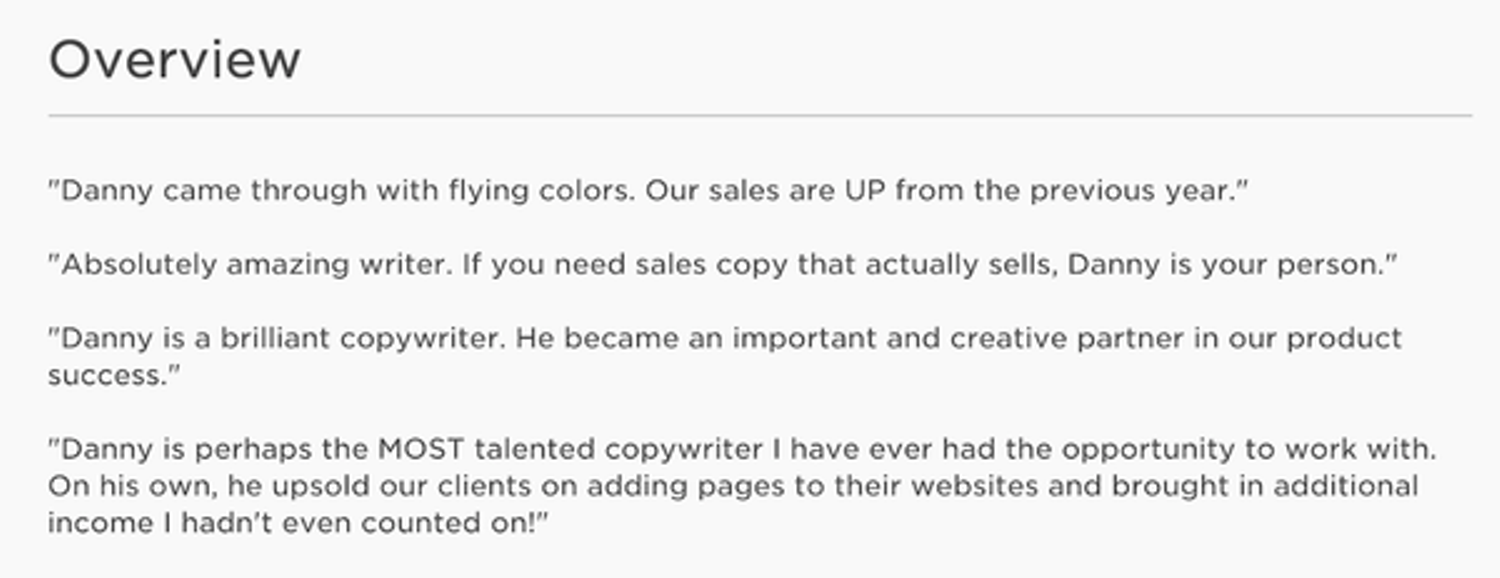 Overview
"Danny came through with flying colors. Our sales are UP from the previous year."
"Absolutely amazing writer. If you need sales copy that actually sells, Danny is your person."
"Danny is a brilliant copywriter. He became an important and creative partner in our product
success."
"Danny is perhaps the MOST talented copywriter I have ever had the opportunity to work with.
On his own, he upsold our clients on adding pages to their websites and brought in additional
income I hadn't even counted on!"